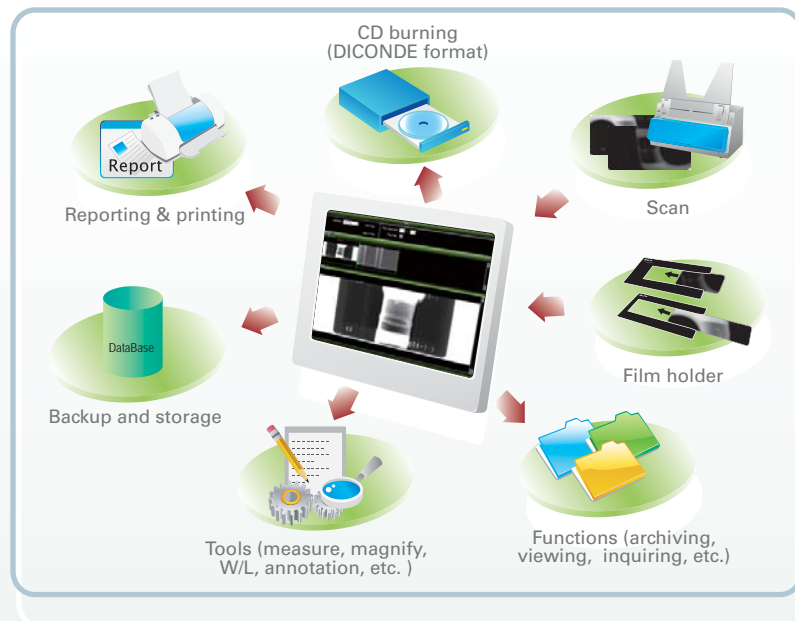 CD burning
(DICONDE format)
Report
Reporting & printing
Scan
DataBase
Backup and storage
Film holder
Tools (measure, magnify,
W/L, annotation, etc. )
Functions (archiving,
viewing, inquiring, etc.)